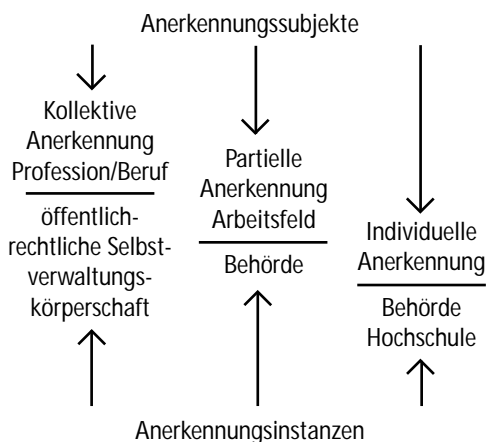 Anerkennungssubjekte
Kollektive
Anerkennung
Profession/Beruf
öffentlich-
rechtliche Selbst-
verwaltungs-
körperschaft
Partielle
Anerkennung
Arbeitsfeld
Behörde
Individuelle
Anerkennung
Behörde
Hochschule
Anerkennungsinstanzen